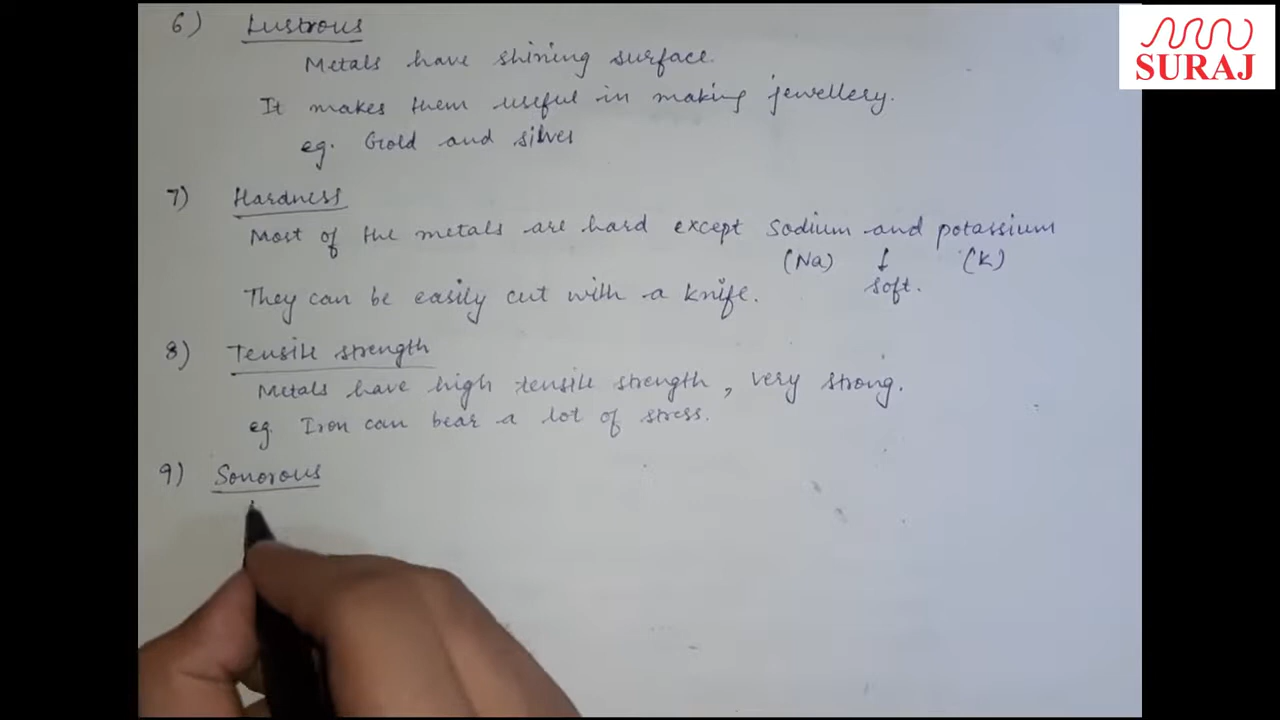 SURAJ
6) Lustrous
Metals have shining surface.
It makes them useful in making jewellery.
eg. Gold and silver
7) Hardness
Most of the metals are hard except sodium and potassium
(Na) ↓ (K)
soft.
They can be easily cut with a knife.
8) Tensile strength
Metals have high tensile strength, very strong.
eg. Iron can bear a lot of stress.
9) Sonorous